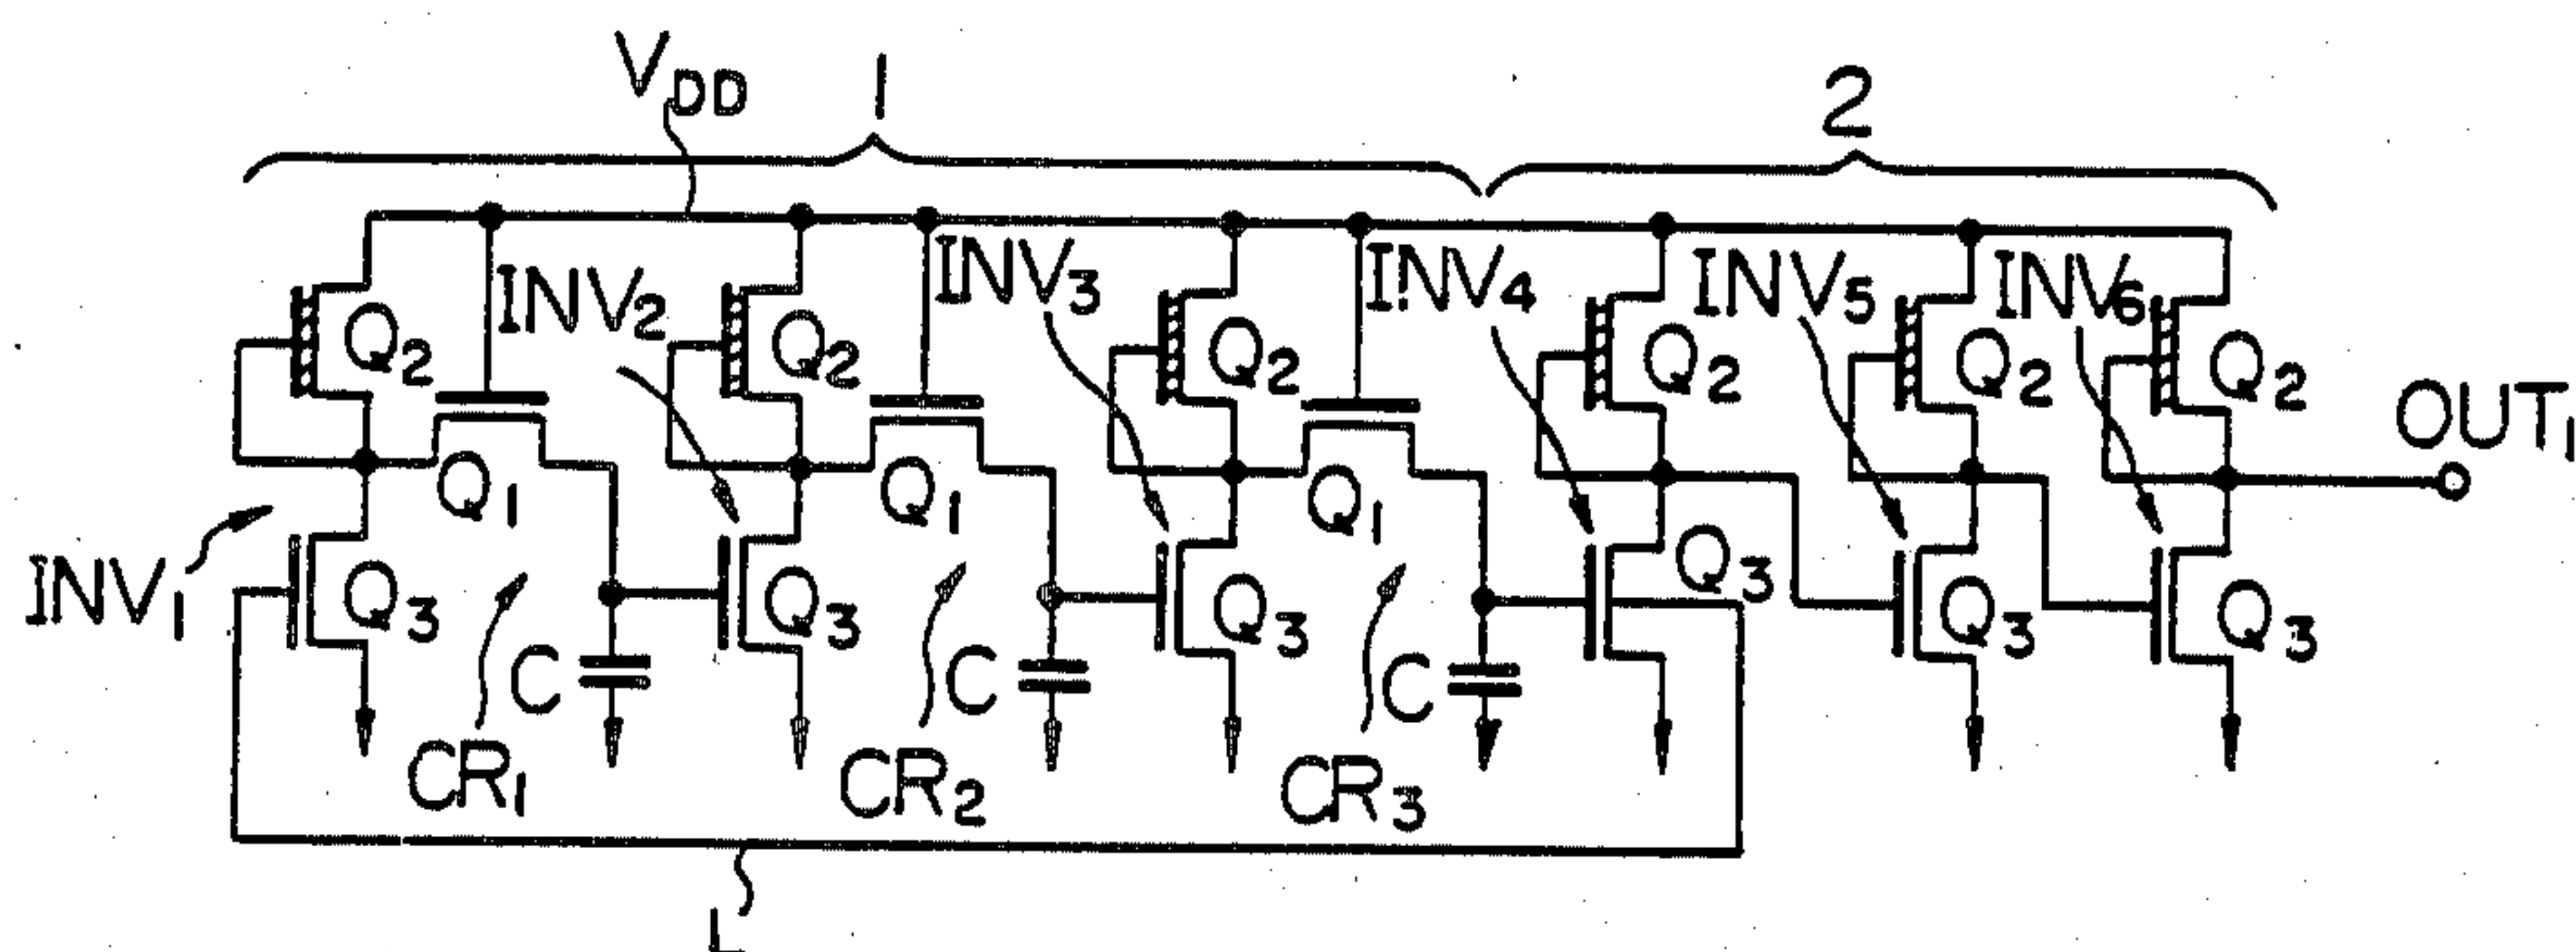 V_DD
1
2
INV₂
INV₃
INV₄
INV₅
INV₆
Q₂
Q₂
Q₂
Q₂
Q₂
Q₂
OUT₁
Q₁
Q₁
Q₁
INV₁
Q₃
Q₃
Q₃
Q₃
Q₃
Q₃
C
C
C
CR₁
CR₂
CR₃